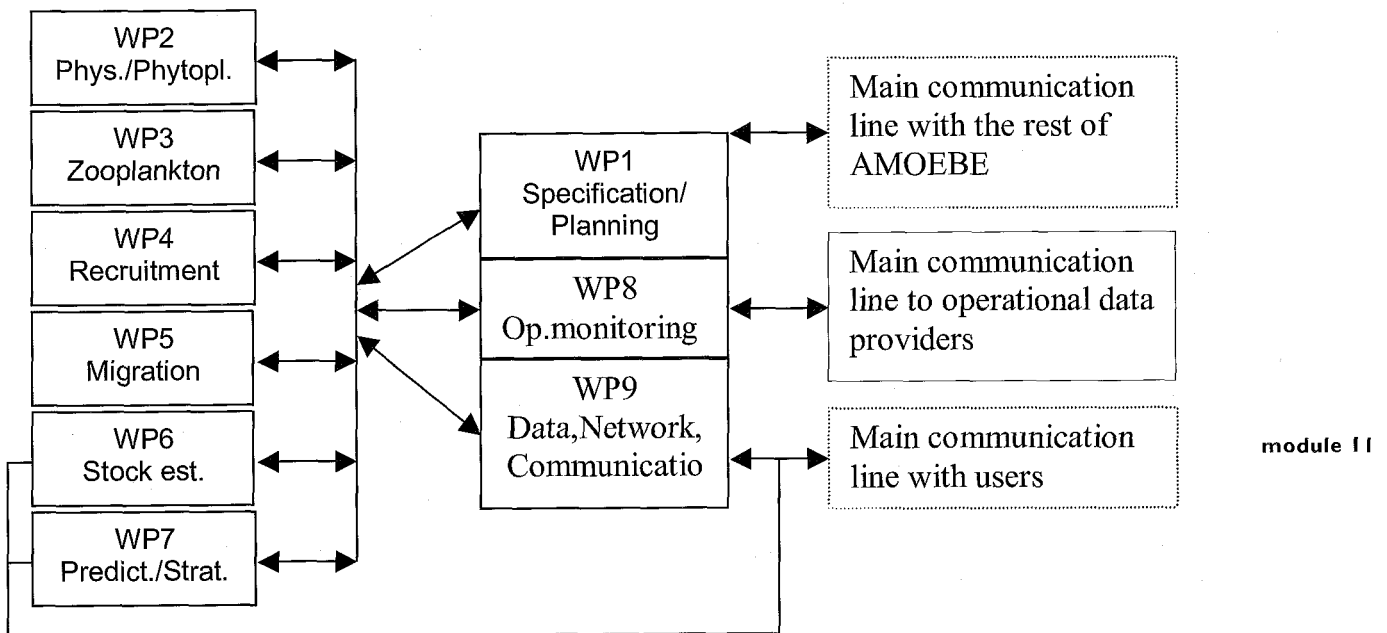 WP2
Phys./Phytopl.
WP3
Zooplankton
WP4
Recruitment
WP5
Migration
WP6
Stock est.
WP7
Predict./Strat.
WP1
Specification/
Planning
WP8
Op.monitoring
WP9
Data,Network,
Communicatio
Main communication
line with the rest of
AMOEBE
Main communication
line to operational data
providers
Main communication
line with users
module 11